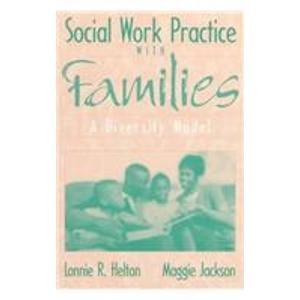 Social Work Practice
WITH
Families
A Diversity Model
Lonnie R. Helton Maggie Jackson